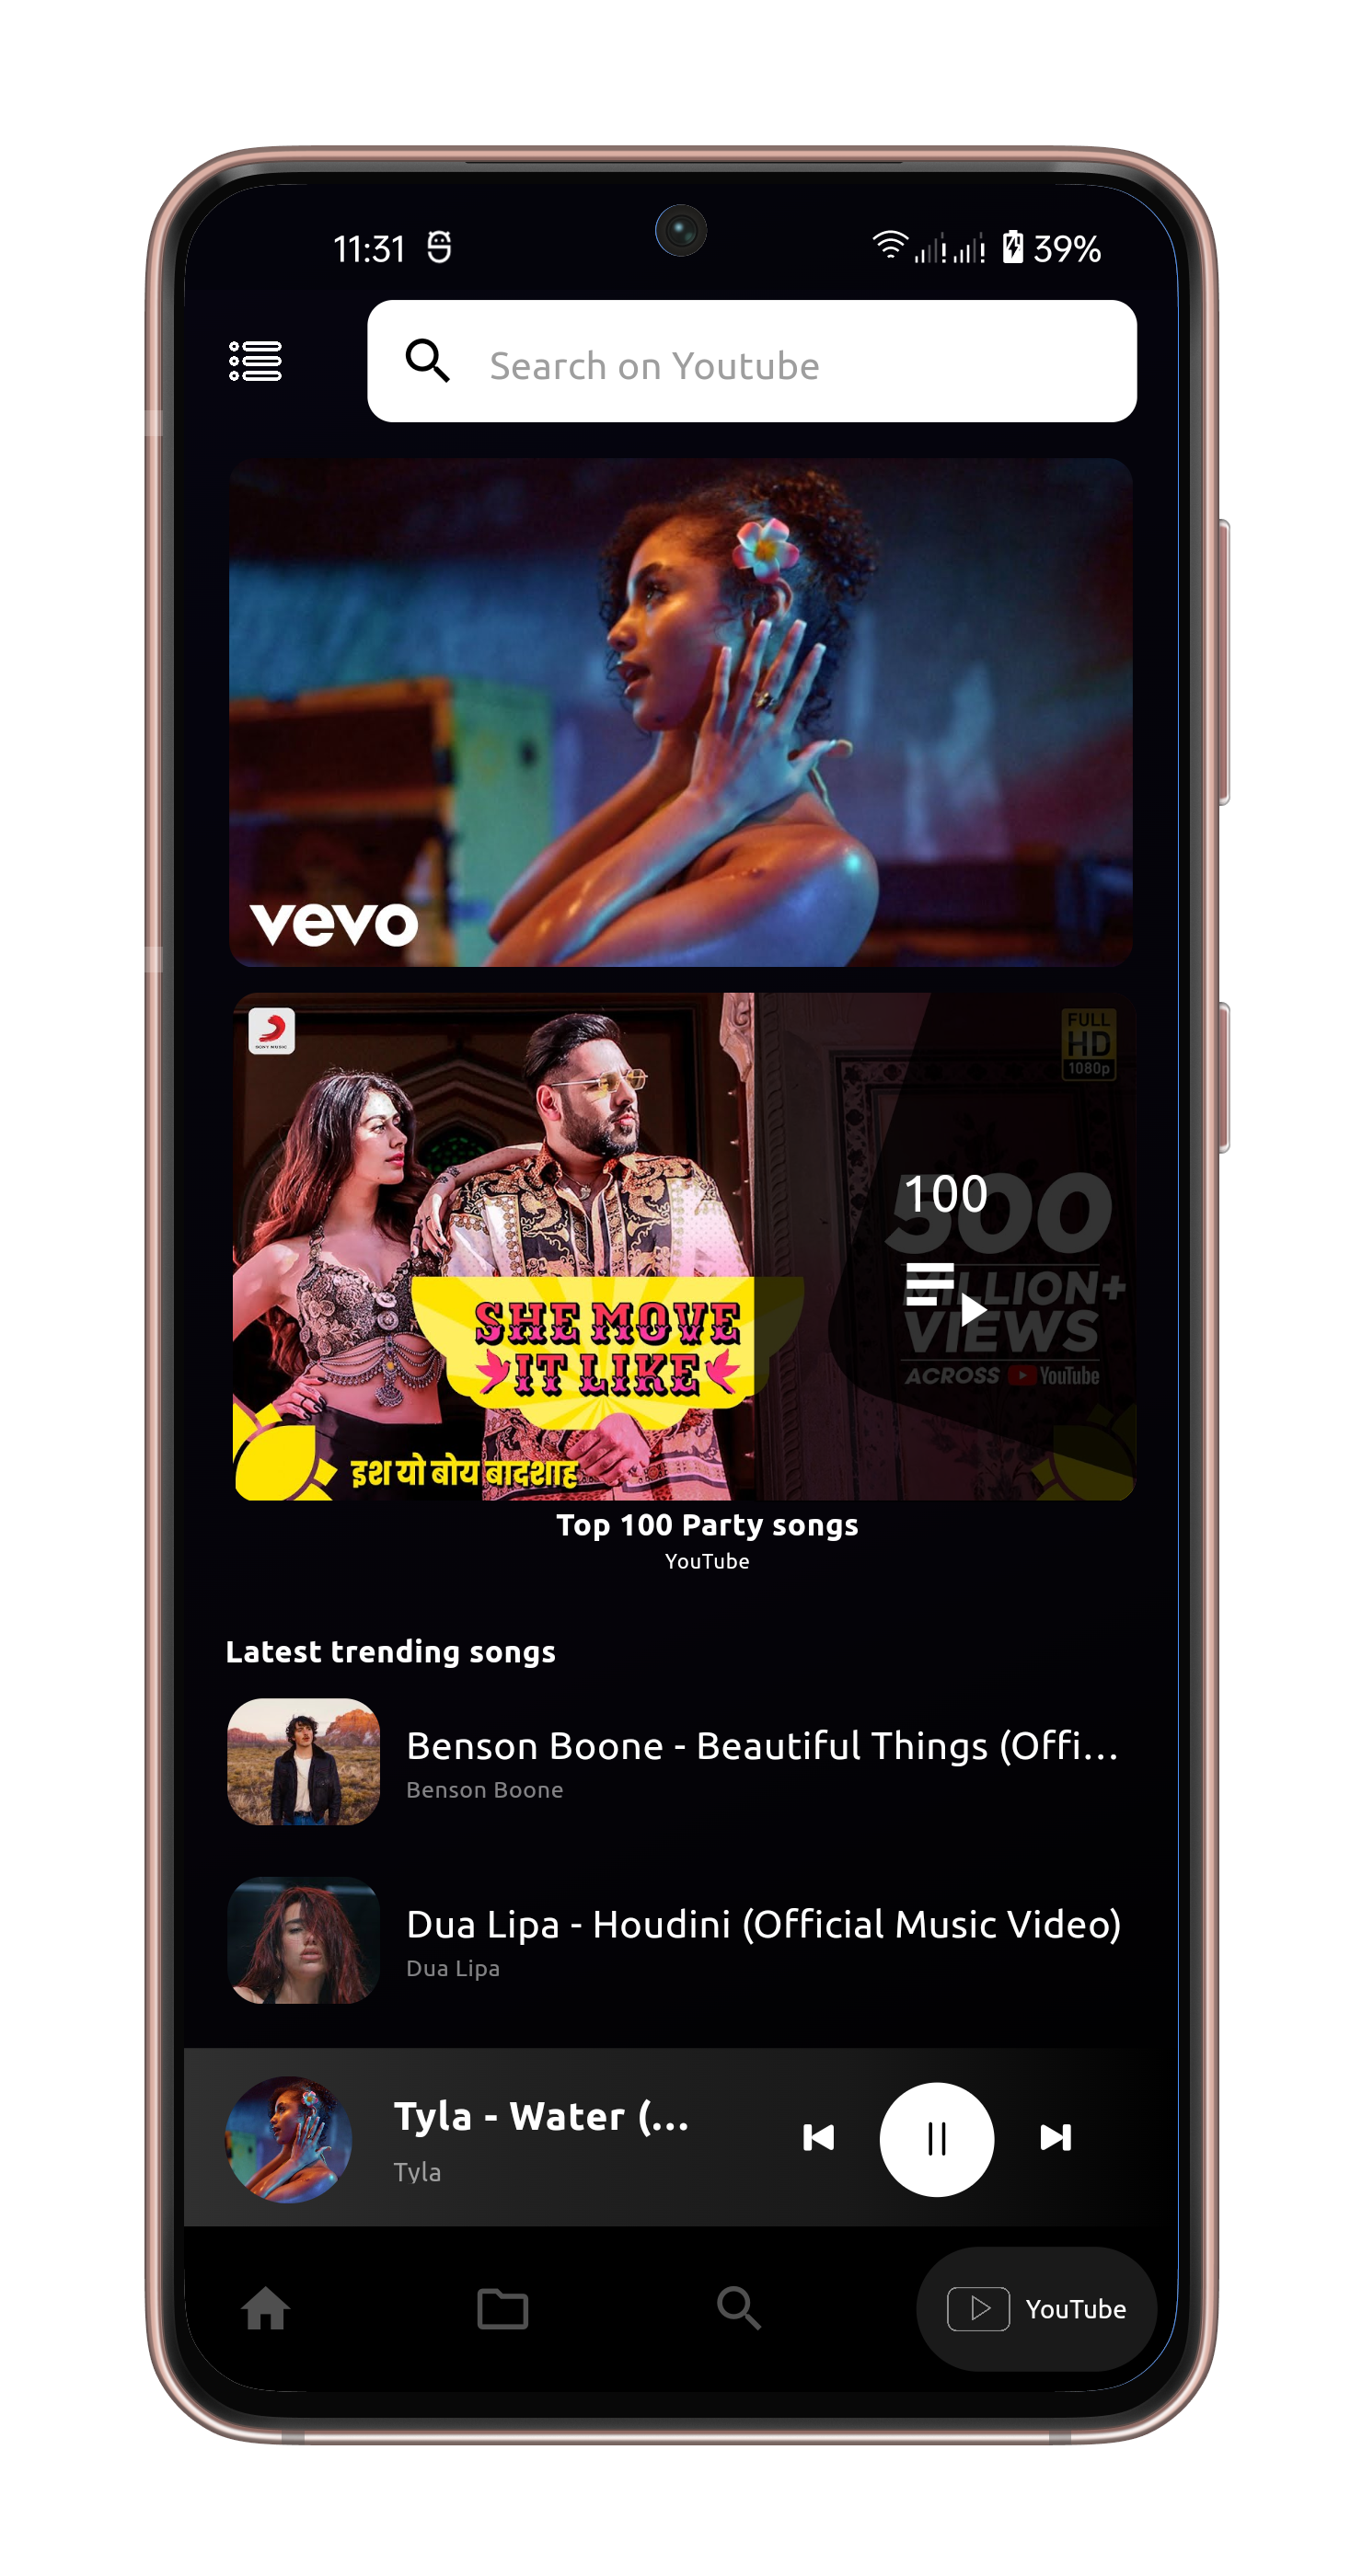 11:31
39%
Search on Youtube
vevo
SONY MUSIC
FULL
HD
1080p
100
500
MILLION+
VIEWS
ACROSS YouTube
SHE MOVE
IT LIKE
इश यो बोय बादशाह
Top 100 Party songs
YouTube
Latest trending songs
Benson Boone - Beautiful Things (Offi...
Benson Boone
Dua Lipa - Houdini (Official Music Video)
Dua Lipa
Tyla - Water (...
Tyla
YouTube